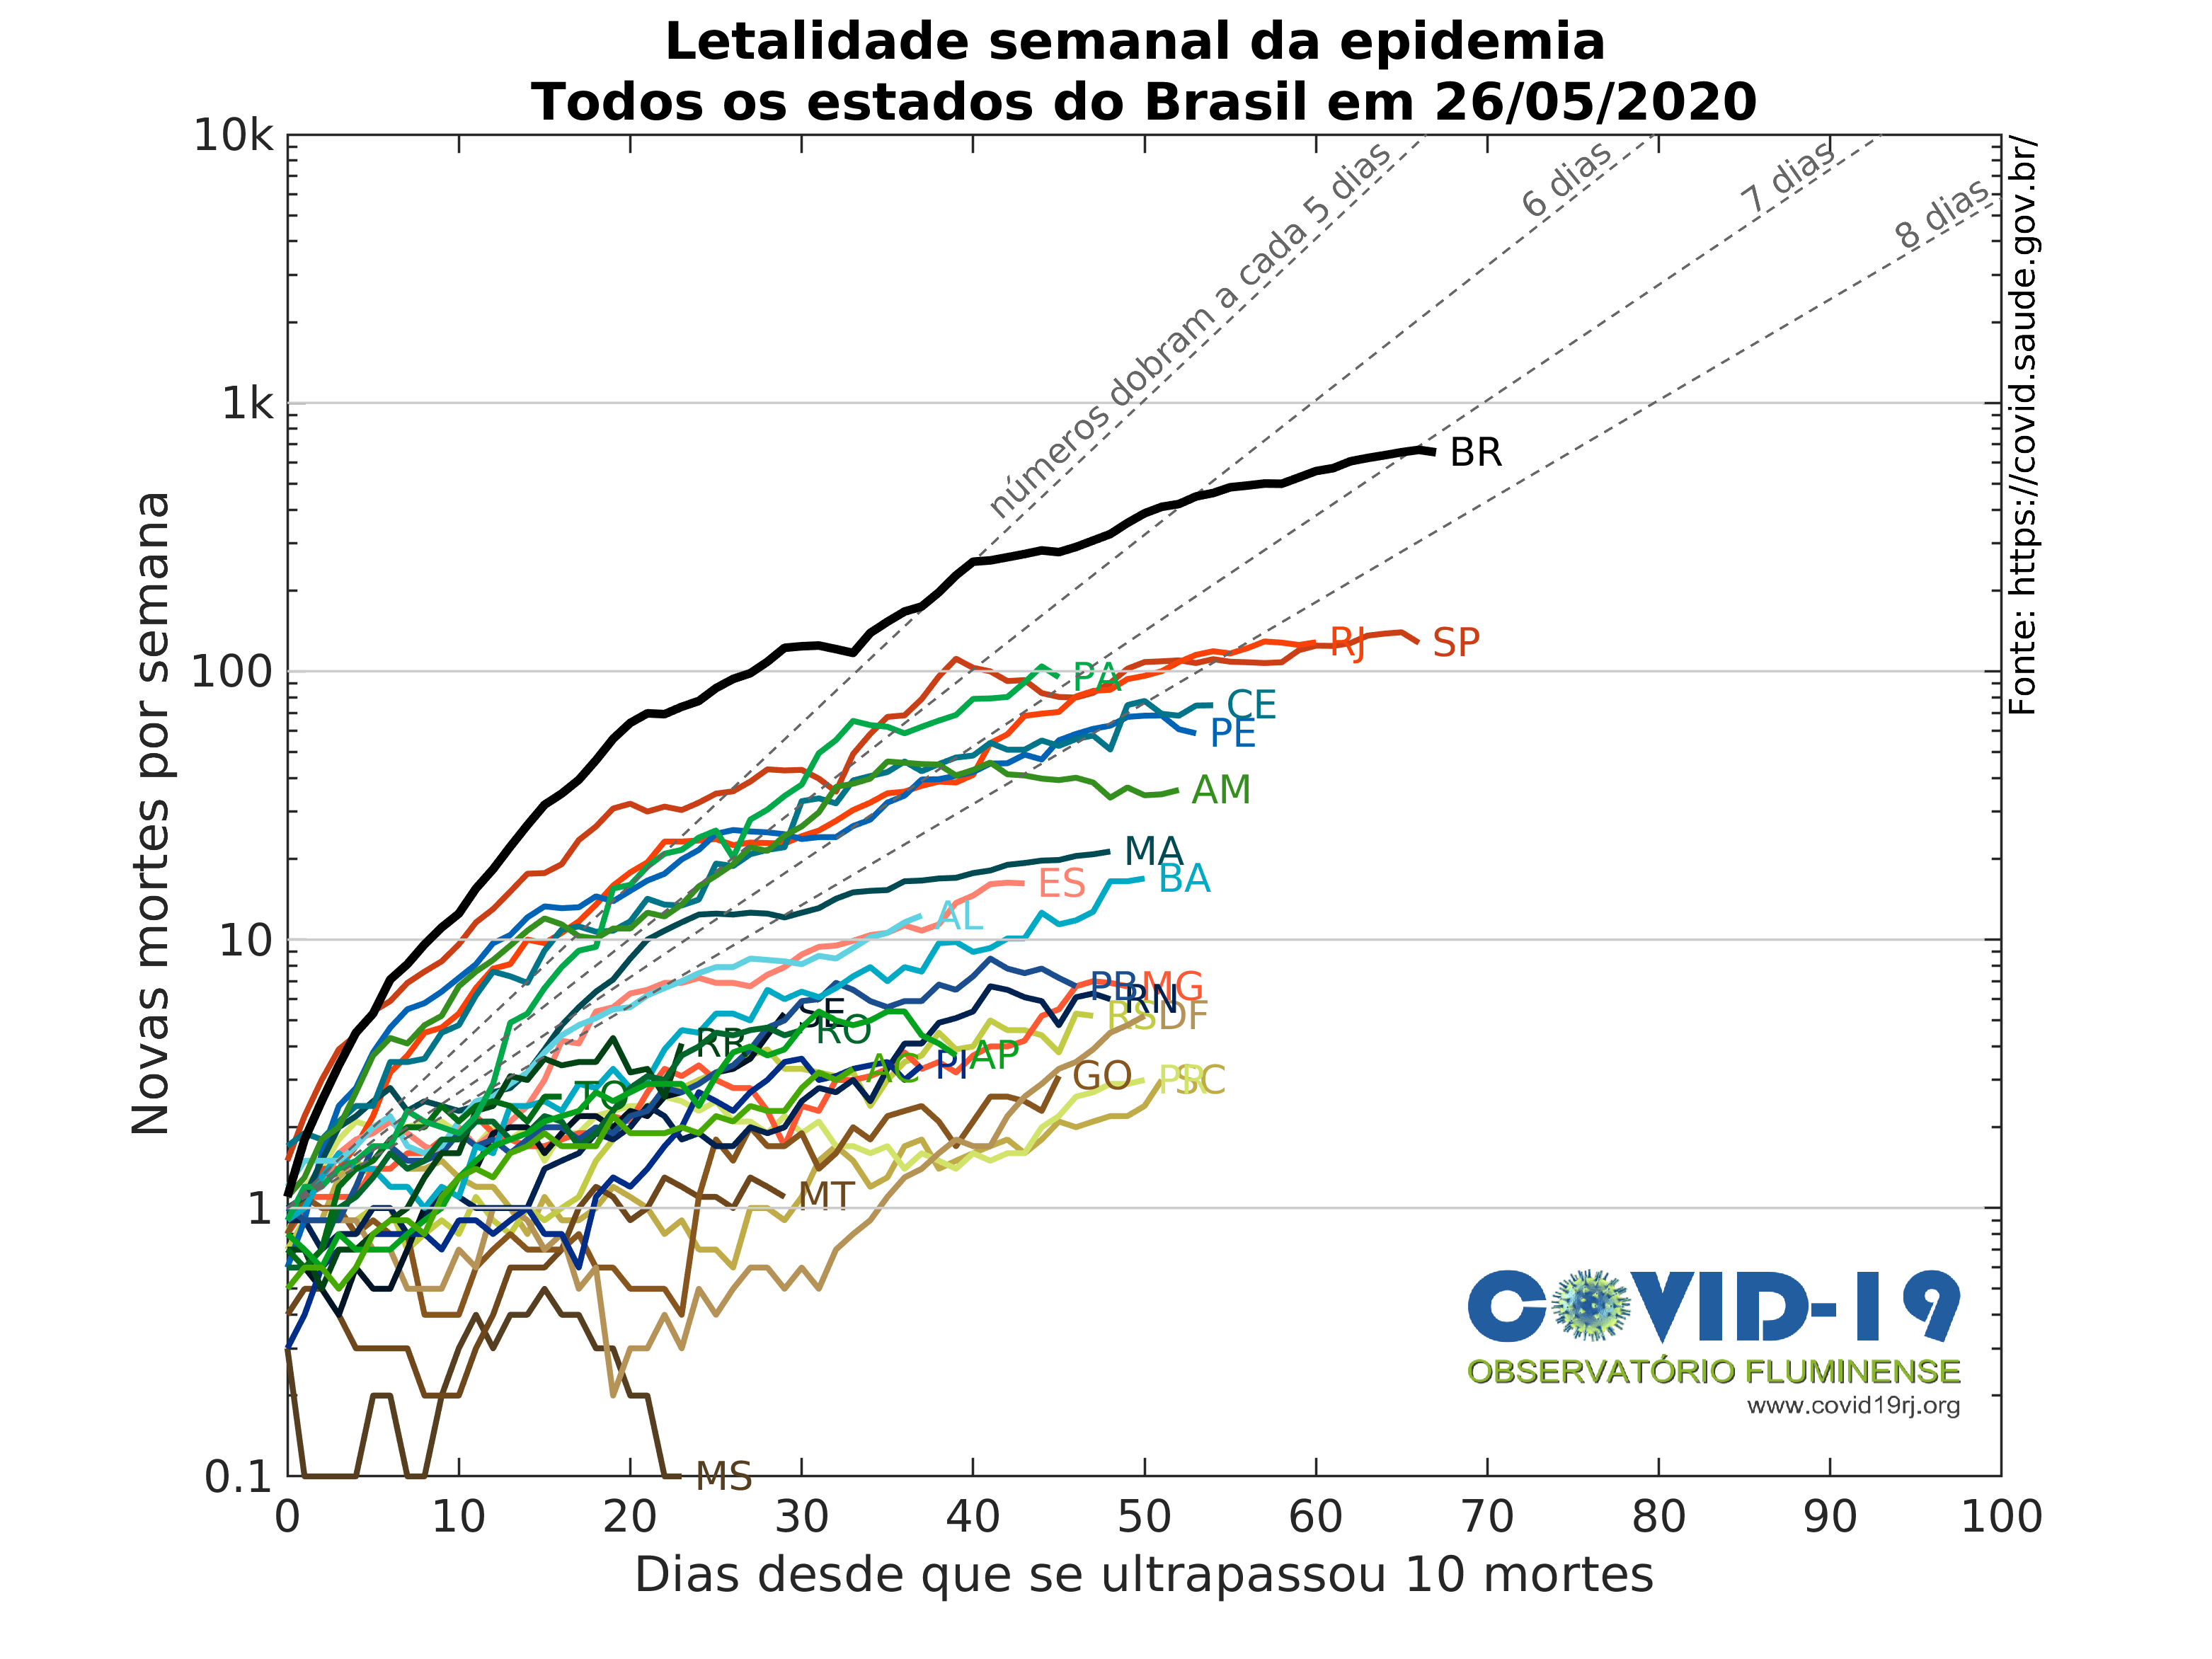 Letalidade semanal da epidemia
Todos os estados do Brasil em 26/05/2020
10k
1k
100
10
1
0.1
Novas mortes por semana
0
10
20
30
40
50
60
70
80
90
100
Dias desde que se ultrapassou 10 mortes
números dobram a cada 5 dias
6 dias
7 dias
8 dias
Fonte: https://covid.saude.gov.br/
BR
RJ
SP
PA
CE
PE
AM
MA
BA
ES
AL
PB
MG
RN
SE
RS
DF
RR
RO
AC
PI
AP
GO
PR
SC
TO
MT
MS
COVID-19
OBSERVATÓRIO FLUMINENSE
www.covid19rj.org